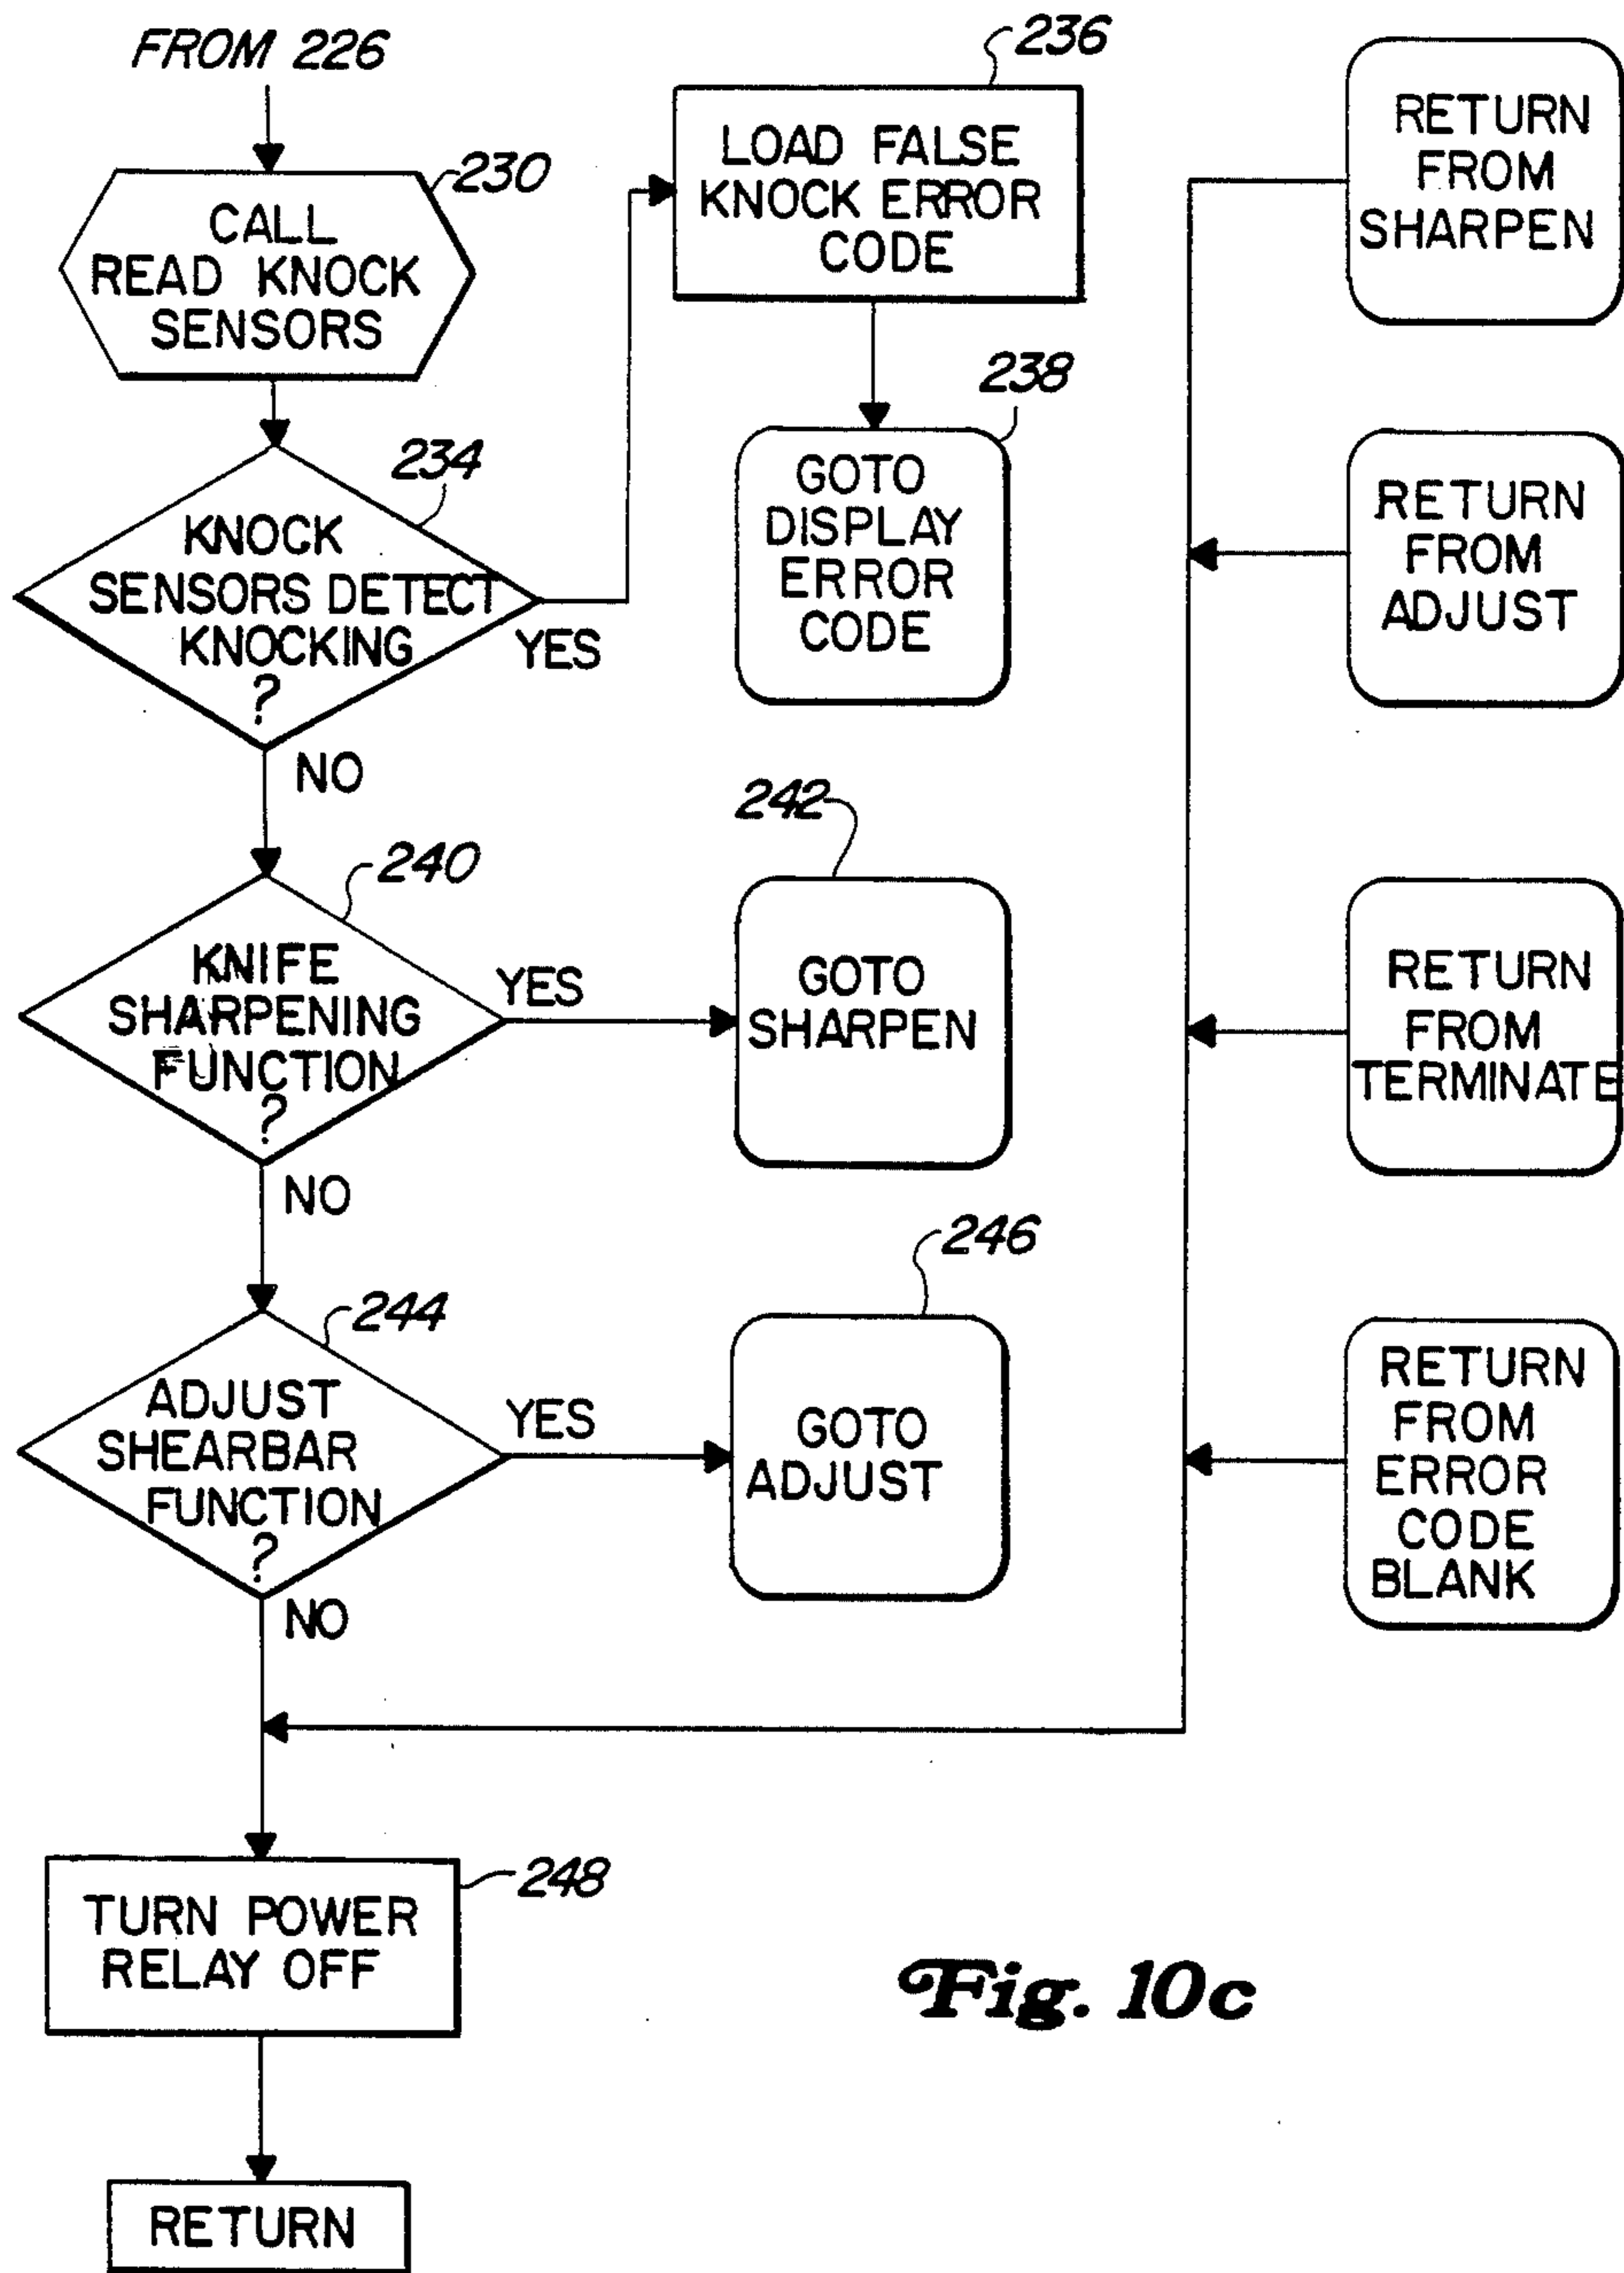 FROM 226
230
CALL
READ KNOCK
SENSORS
234
KNOCK
SENSORS DETECT
KNOCKING
?
YES
NO
236
LOAD FALSE
KNOCK ERROR
CODE
238
GOTO
DISPLAY
ERROR
CODE
240
KNIFE
SHARPENING
FUNCTION
?
YES
NO
242
GOTO
SHARPEN
244
ADJUST
SHEARBAR
FUNCTION
?
YES
NO
246
GOTO
ADJUST
RETURN
FROM
SHARPEN
RETURN
FROM
ADJUST
RETURN
FROM
TERMINATE
RETURN
FROM
ERROR
CODE
BLANK
248
TURN POWER
RELAY OFF
RETURN
Fig. 10c